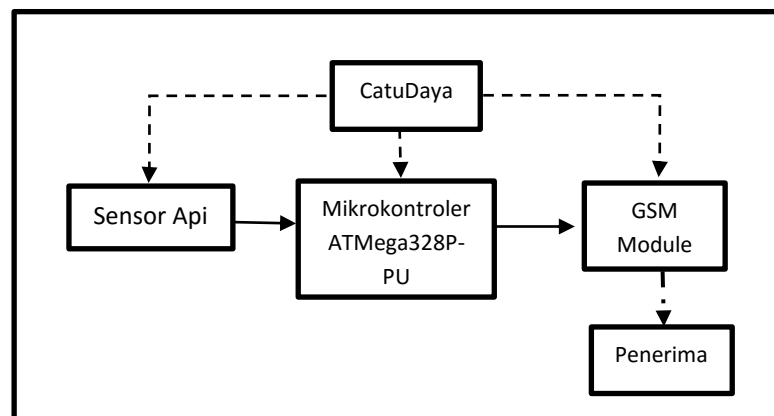 CatuDaya
Sensor Api
Mikrokontroler
ATMega328P-
PU
GSM
Module
Penerima